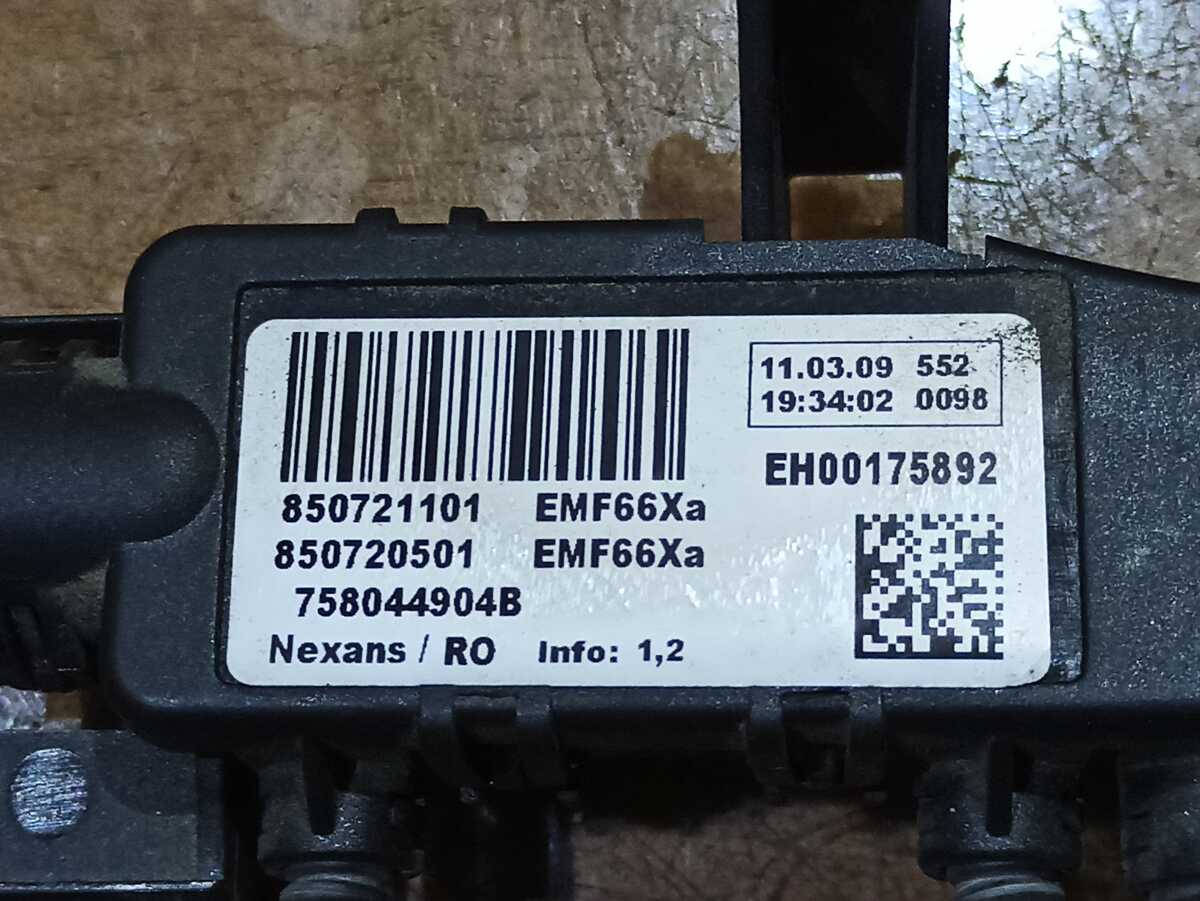 11.03.09 552
19:34:02 0098
EH00175892
850721101 EMF66Xa
850720501 EMF66Xa
758044904B
Nexans / RO Info: 1,2